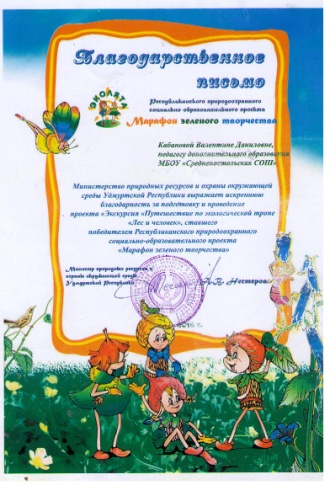 Благодарственное
письмо
ЭКОЛЯТА
Республиканского природоохранного
социально-образовательного проекта
«Марафон зеленого творчества»
Кабановой Валентине Даниловне,
педагогу дополнительного образования
МБОУ «Средневостольская СОШ»
Министерство природных ресурсов и охраны окружающей
среды Удмуртской Республики выражает искреннюю
благодарность за подготовку и проведение
проекта «Экскурсия «Путешествие по экологической тропе
«Лес и человек», ставшего
победителем Республиканского природоохранного
социально-образовательного проекта
«Марафон зеленого творчества»
Министр природных ресурсов и
охраны окружающей среды
Удмуртской Республики
Нестеров